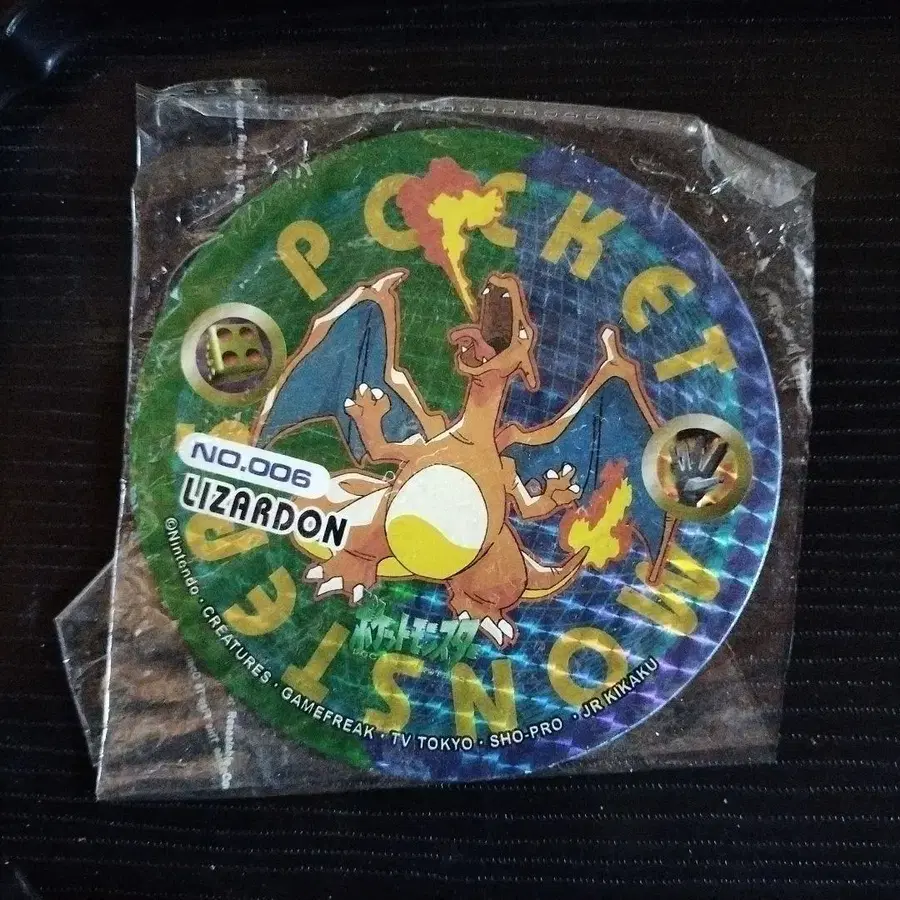 POCKET
MONSTERS
NO.006
LIZARDON
ポケットモンスター
©Nintendo・CREATURES・GAMEFREAK・TV TOKYO・SHO-PRO・JR KIKAKU